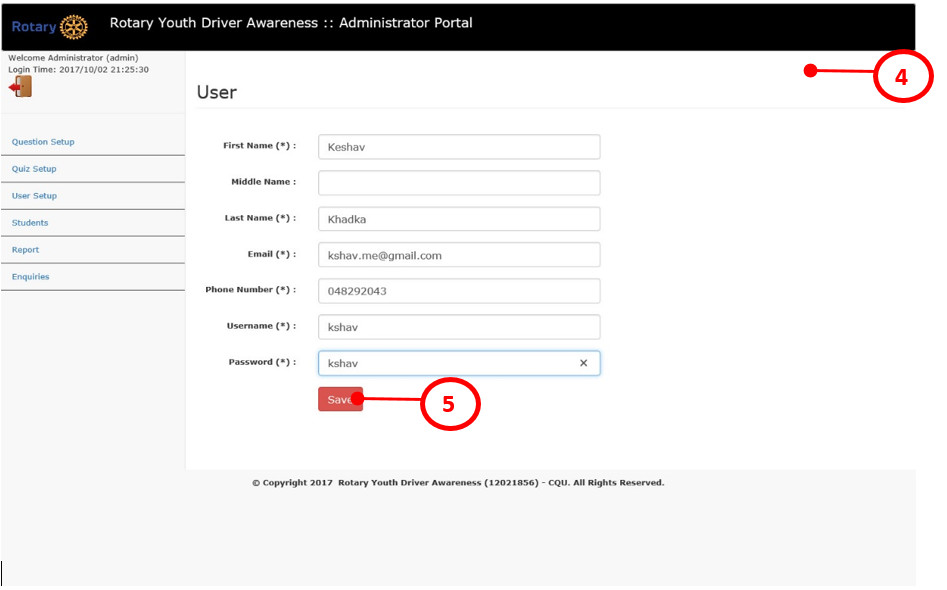 Rotary
Rotary Youth Driver Awareness :: Administrator Portal
Welcome Administrator (admin)
Login Time: 2017/10/02 21:25:30
4
User
Question Setup
Quiz Setup
User Setup
Students
Report
Enquiries
First Name (*) : Keshav
Middle Name :
Last Name (*) : Khadka
Email (*) : kshav.me@gmail.com
Phone Number (*) : 048292043
Username (*) : kshav
Password (*) : kshav ×
Save
5
© Copyright 2017 Rotary Youth Driver Awareness (12021856) - CQU. All Rights Reserved.